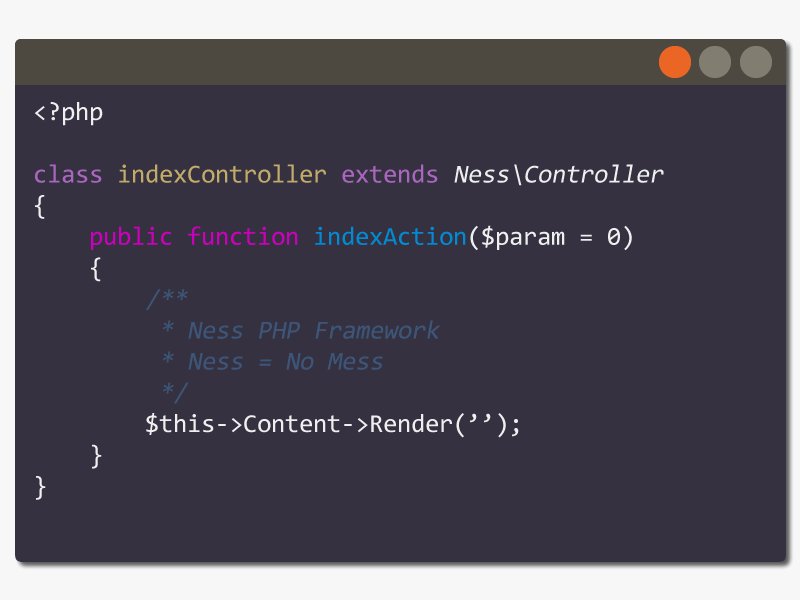 <?php
class indexController extends Ness\Controller
{
public function indexAction($param = 0)
{
/**
* Ness PHP Framework
* Ness = No Mess
*/
$this->Content->Render(’’);
}
}